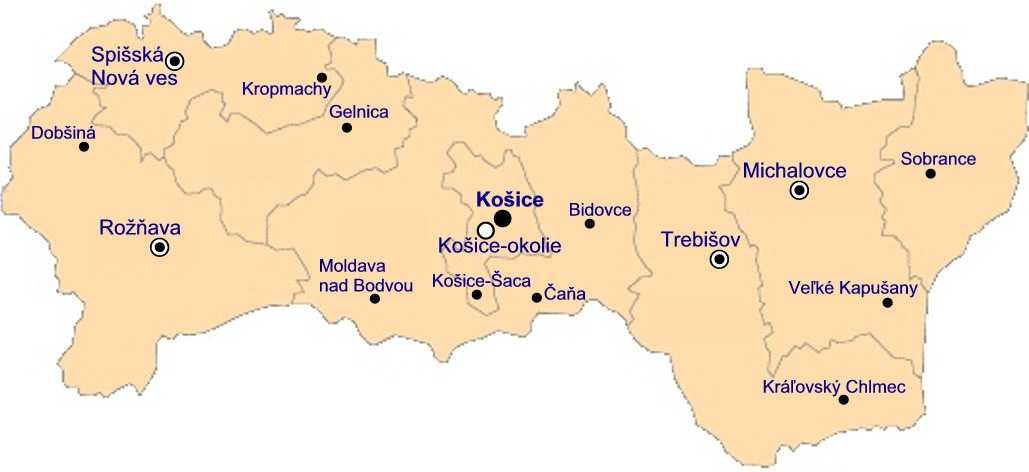 Spišská
Nová ves
Kropmachy
Gelnica
Dobšiná
Sobrance
Michalovce
Košice
Bidovce
Rožňava
Trebišov
Košice-okolie
Moldava
nad Bodvou
Košice-Šaca
Čaňa
Veľké Kapušany
Kráľovský Chlmec